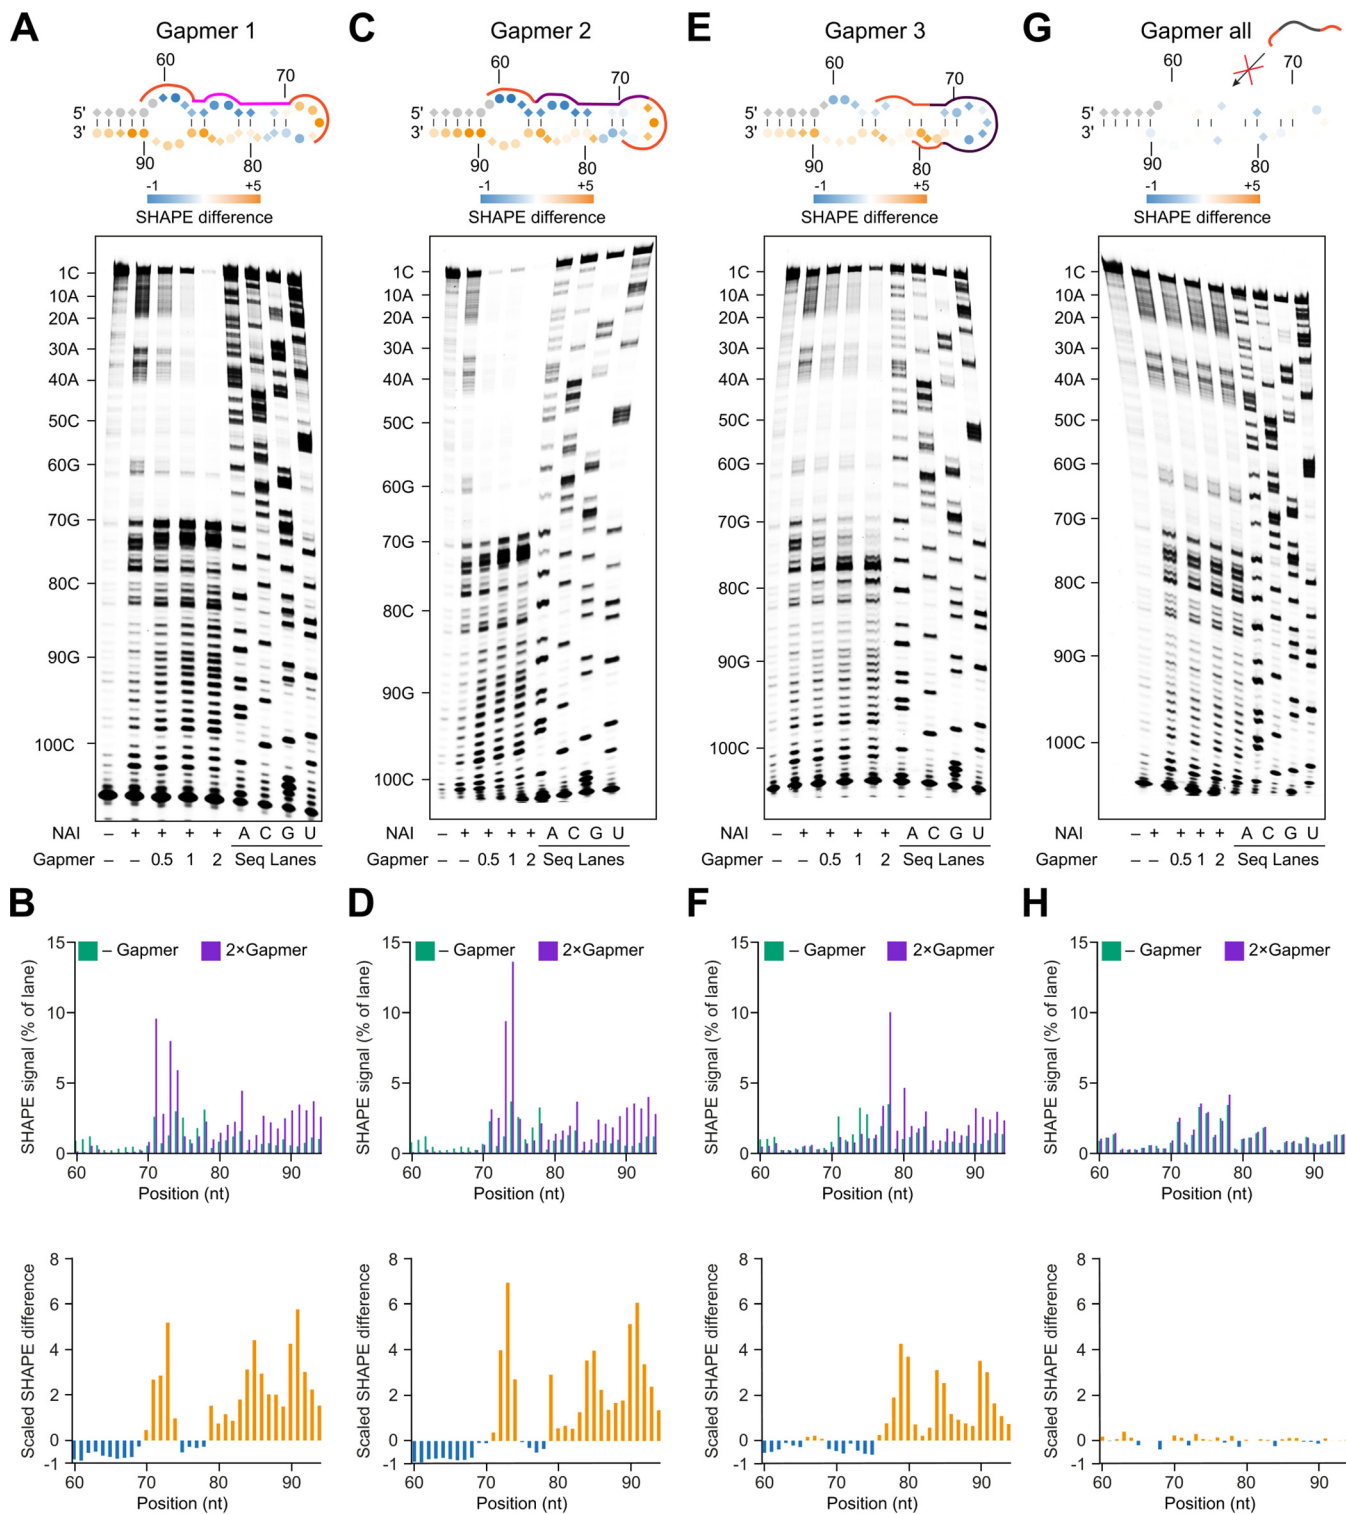 A
Gapmer 1
60
70
5'
3'
90
80
-1
+5
SHAPE difference
1C
10A
20A
30A
40A
50C
60G
70G
80C
90G
100C
NAI – + + + + A C G U
Gapmer – – 0.5 1 2 Seq Lanes
C
Gapmer 2
60
70
5'
3'
90
80
-1
+5
SHAPE difference
1C
10A
20A
30A
40A
50C
60G
70G
80C
90G
100C
NAI – + + + + A C G U
Gapmer – – 0.5 1 2 Seq Lanes
E
Gapmer 3
60
70
5'
3'
90
80
-1
+5
SHAPE difference
1C
10A
20A
30A
40A
50C
60G
70G
80C
90G
100C
NAI – + + + + A C G U
Gapmer – – 0.5 1 2 Seq Lanes
G
Gapmer all
60
70
5'
3'
90
80
-1
+5
SHAPE difference
1C
10A
20A
30A
40A
50C
60G
70G
80C
90G
100C
NAI – + + + + A C G U
Gapmer – – 0.5 1 2 Seq Lanes
B
– Gapmer
2×Gapmer
SHAPE signal (% of lane)
15
10
5
0
60 70 80 90
Position (nt)
Scaled SHAPE difference
8
6
4
2
0
-1
60 70 80 90
Position (nt)
D
– Gapmer
2×Gapmer
SHAPE signal (% of lane)
15
10
5
0
60 70 80 90
Position (nt)
Scaled SHAPE difference
8
6
4
2
0
-1
60 70 80 90
Position (nt)
F
– Gapmer
2×Gapmer
SHAPE signal (% of lane)
15
10
5
0
60 70 80 90
Position (nt)
Scaled SHAPE difference
8
6
4
2
0
-1
60 70 80 90
Position (nt)
H
– Gapmer
2×Gapmer
SHAPE signal (% of lane)
15
10
5
0
60 70 80 90
Position (nt)
Scaled SHAPE difference
8
6
4
2
0
-1
60 70 80 90
Position (nt)